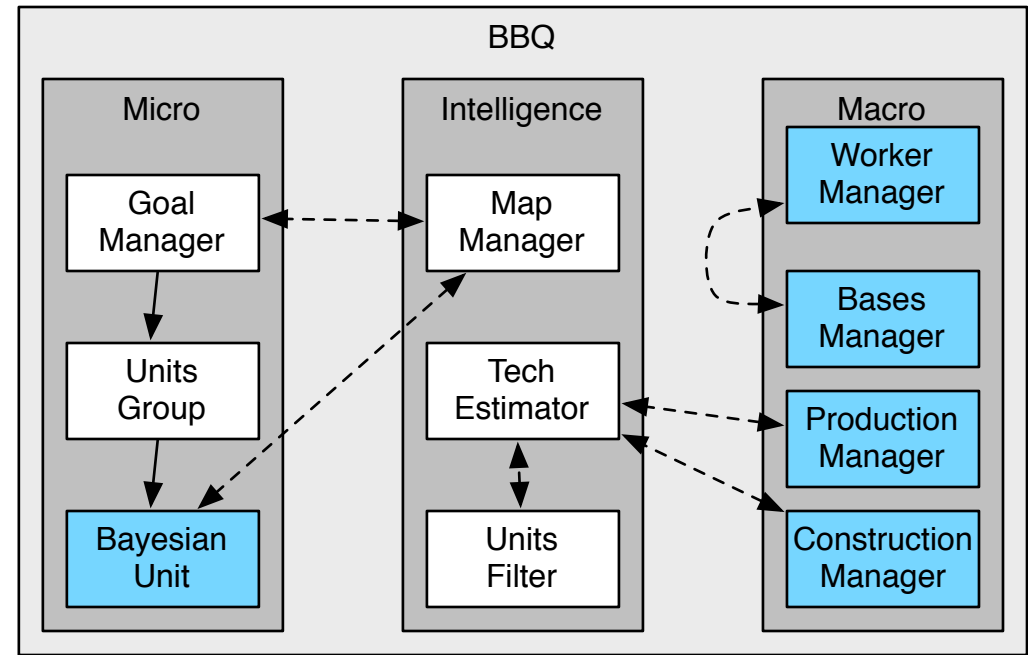 BBQ
Micro
Goal
Manager
Units
Group
Bayesian
Unit
Intelligence
Map
Manager
Tech
Estimator
Units
Filter
Macro
Worker
Manager
Bases
Manager
Production
Manager
Construction
Manager